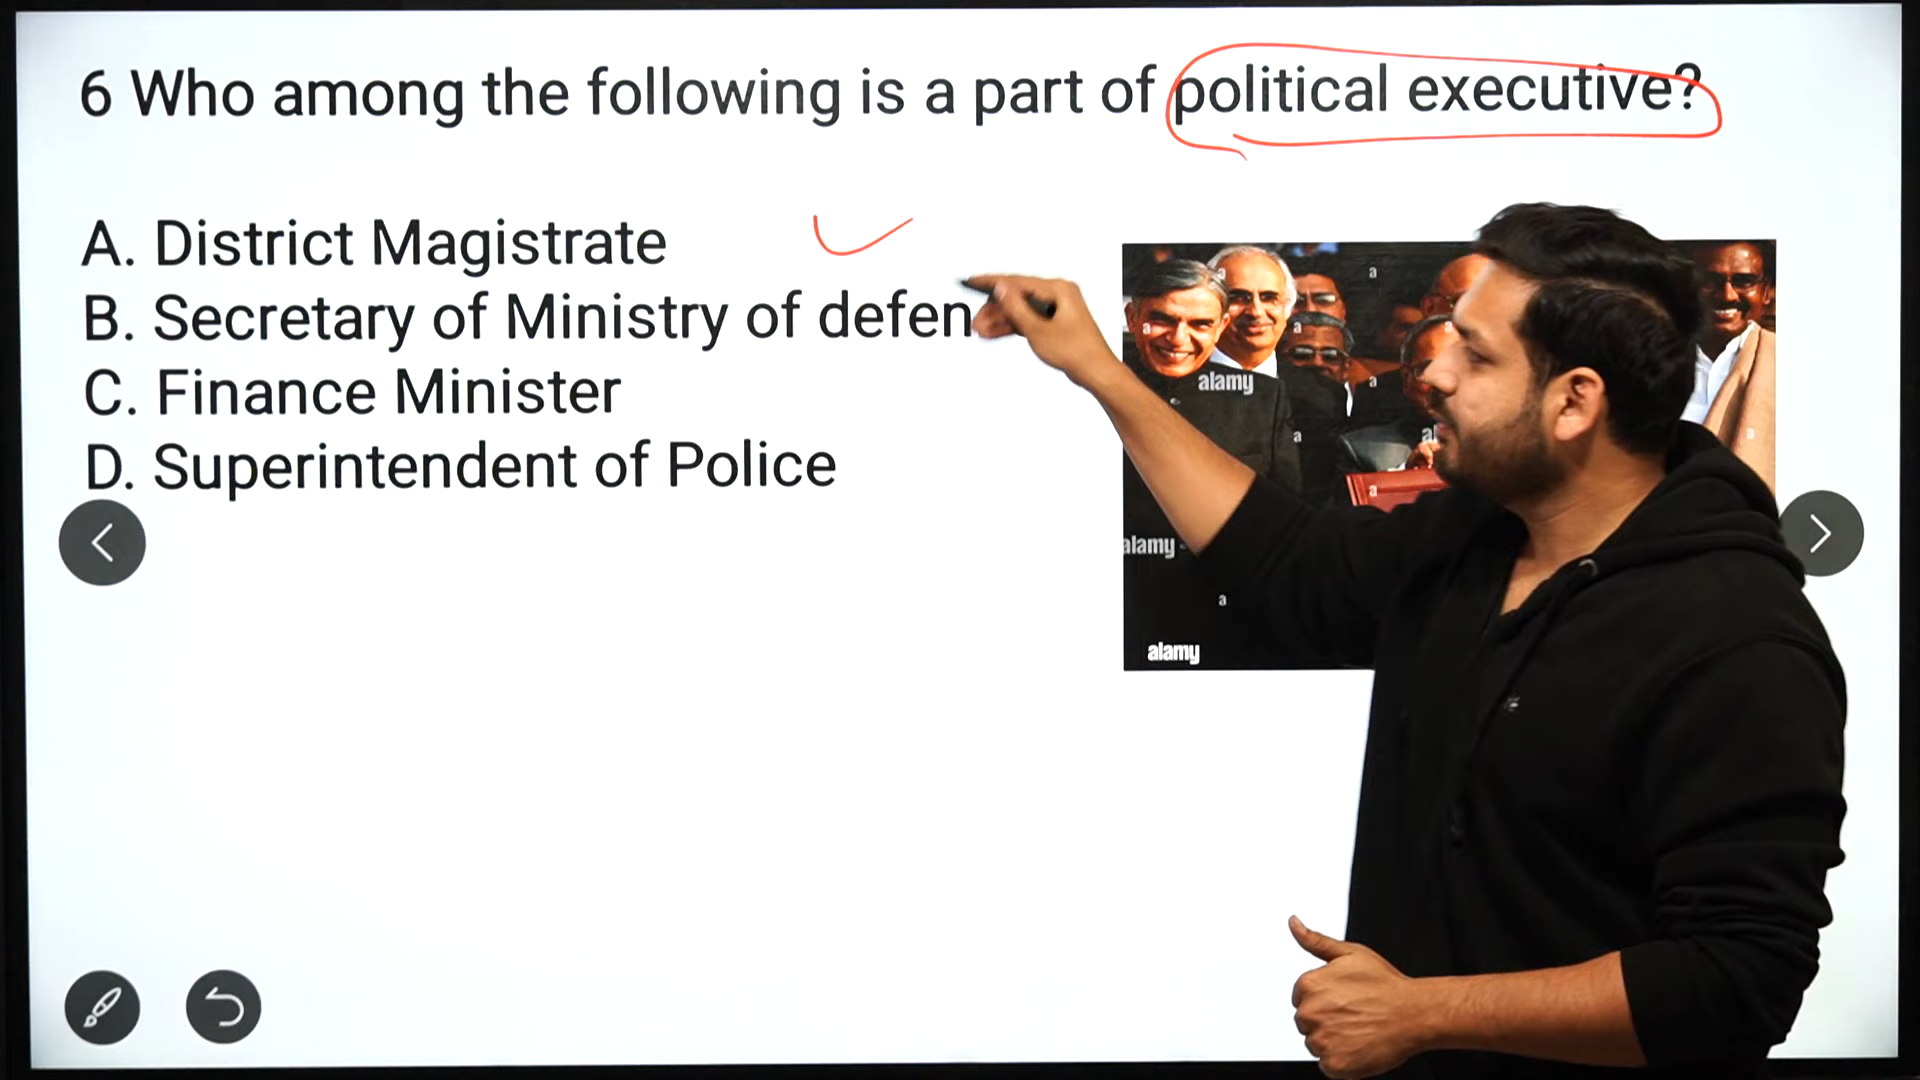 6 Who among the following is a part of political executive?
A. District Magistrate
B. Secretary of Ministry of defen
C. Finance Minister
D. Superintendent of Police
a
a
a
a
a
alamy
a
a
a
a
alamy
a
alamy